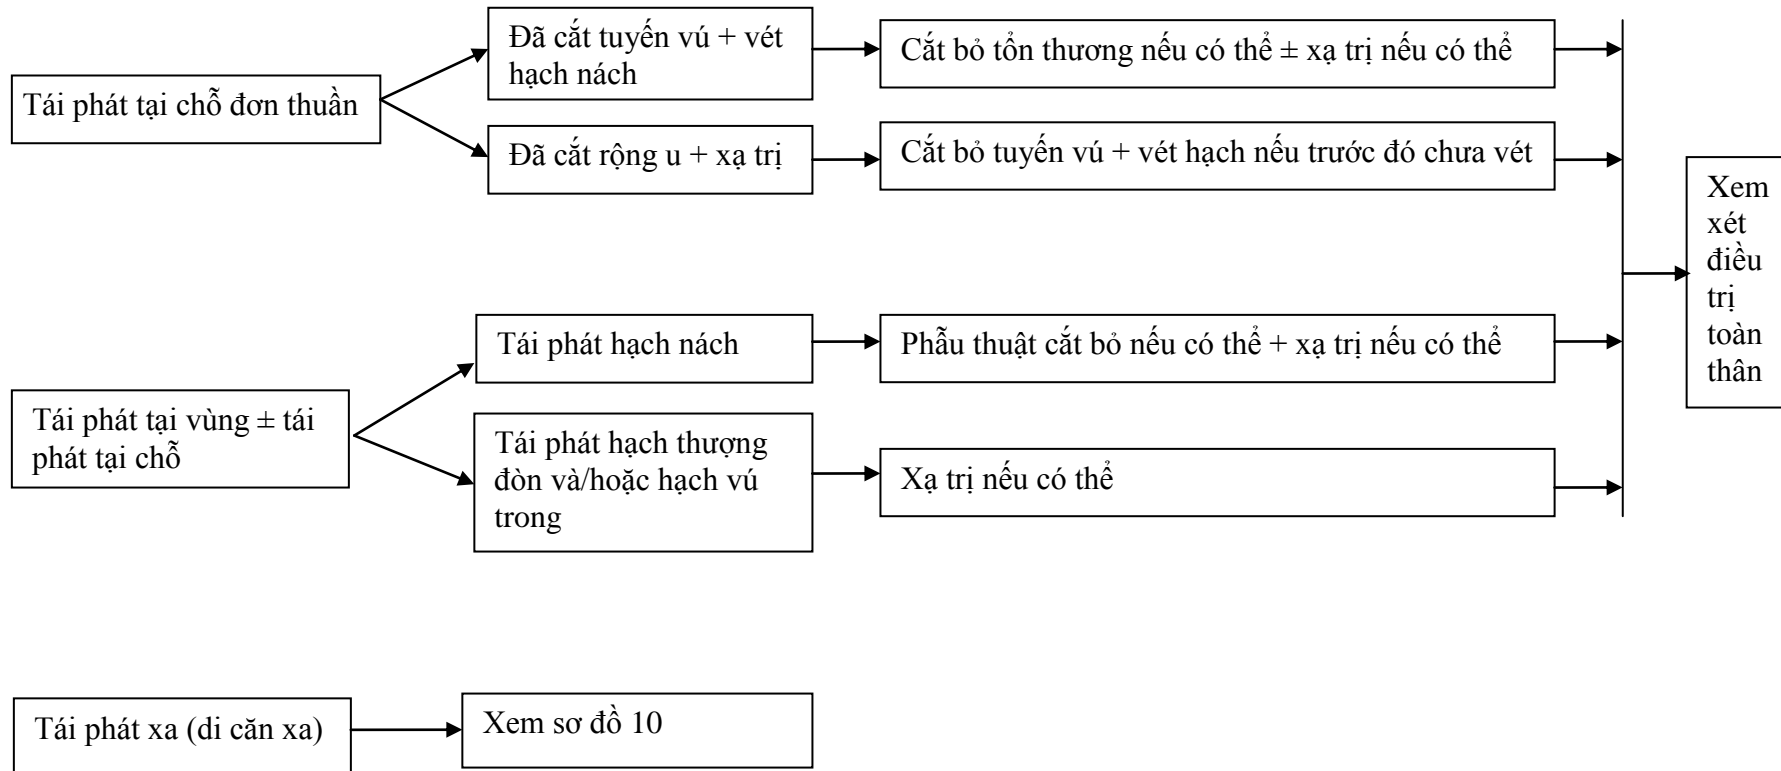 Tái phát tại chỗ đơn thuần
Đã cắt tuyến vú + vét
hạch nách
Cắt bỏ tổn thương nếu có thể ± xạ trị nếu có thể
Đã cắt rộng u + xạ trị
Cắt bỏ tuyến vú + vét hạch nếu trước đó chưa vét
Tái phát tại vùng ± tái
phát tại chỗ
Tái phát hạch nách
Phẫu thuật cắt bỏ nếu có thể + xạ trị nếu có thể
Tái phát hạch thượng
đòn và/hoặc hạch vú
trong
Xạ trị nếu có thể
Xem
xét
điều
trị
toàn
thân
Tái phát xa (di căn xa)
Xem sơ đồ 10